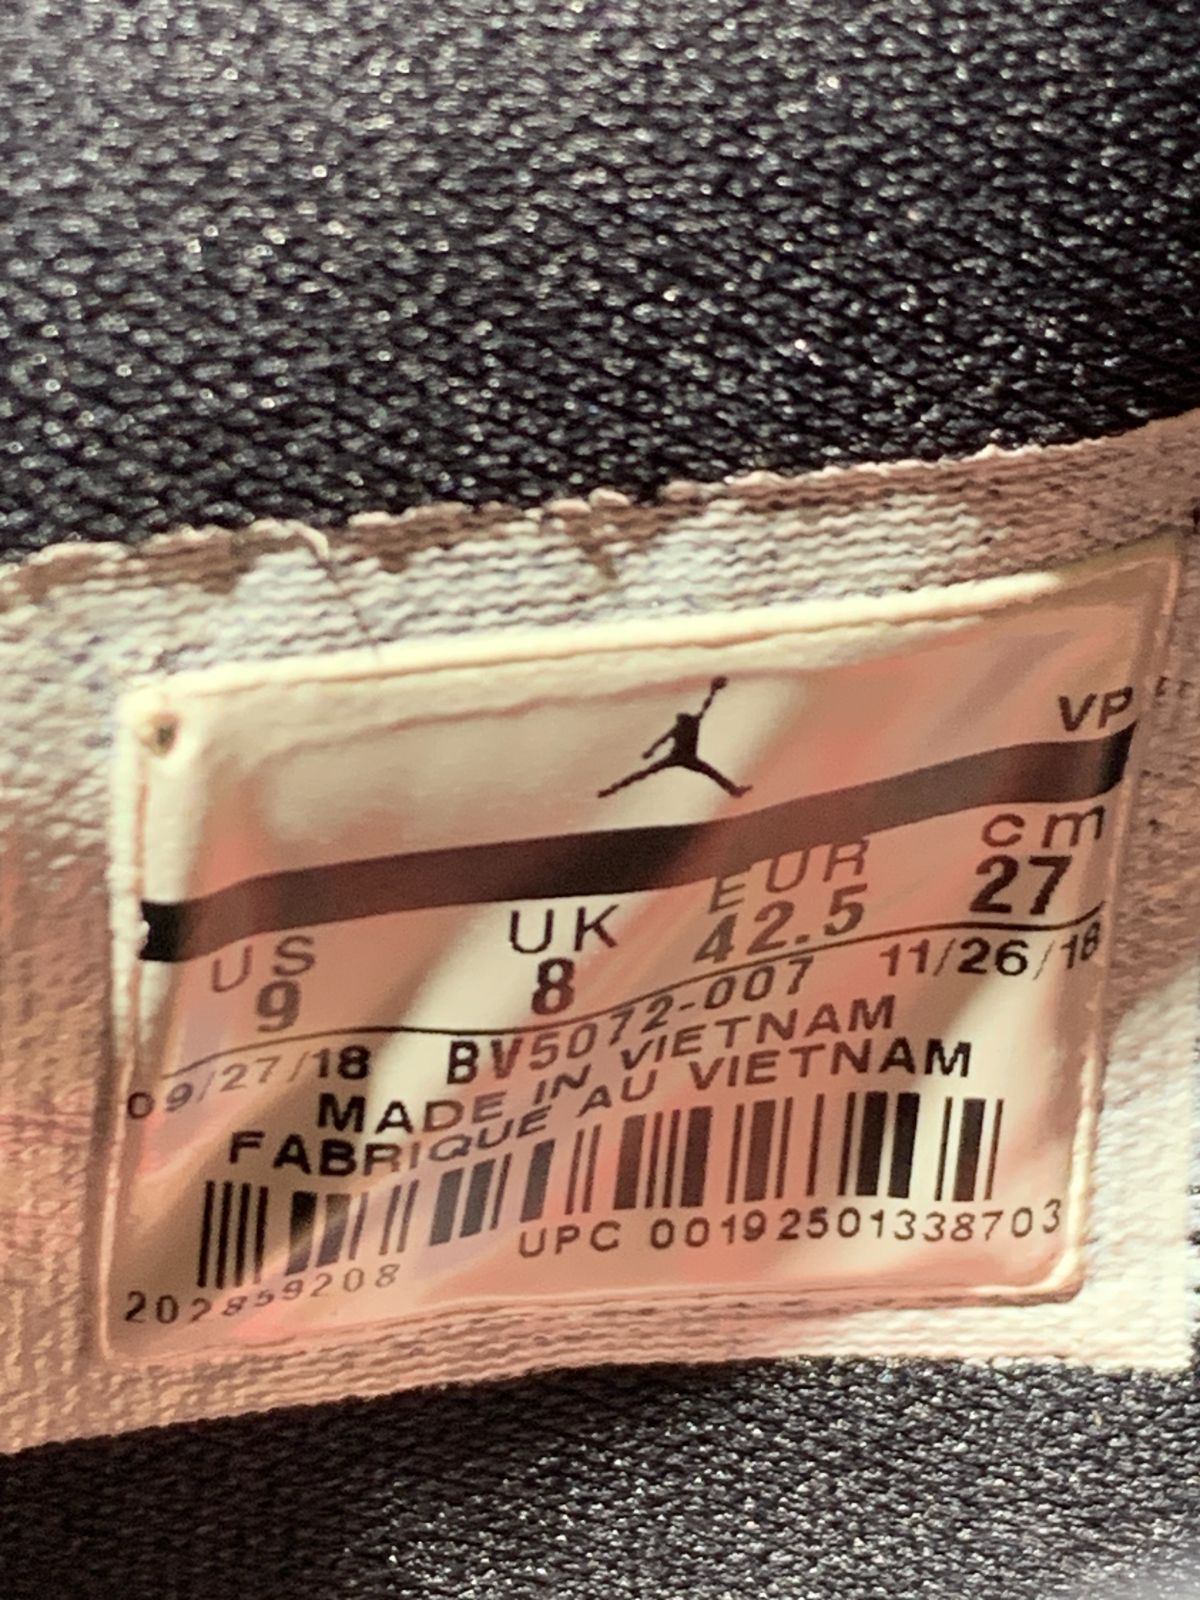 VP
US UK EUR cm
9 8 42.5 27
09/27/18 BV5072-007 11/26/18
MADE IN VIETNAM
FABRIQUE AU VIETNAM
UPC 00192501338703
202859208